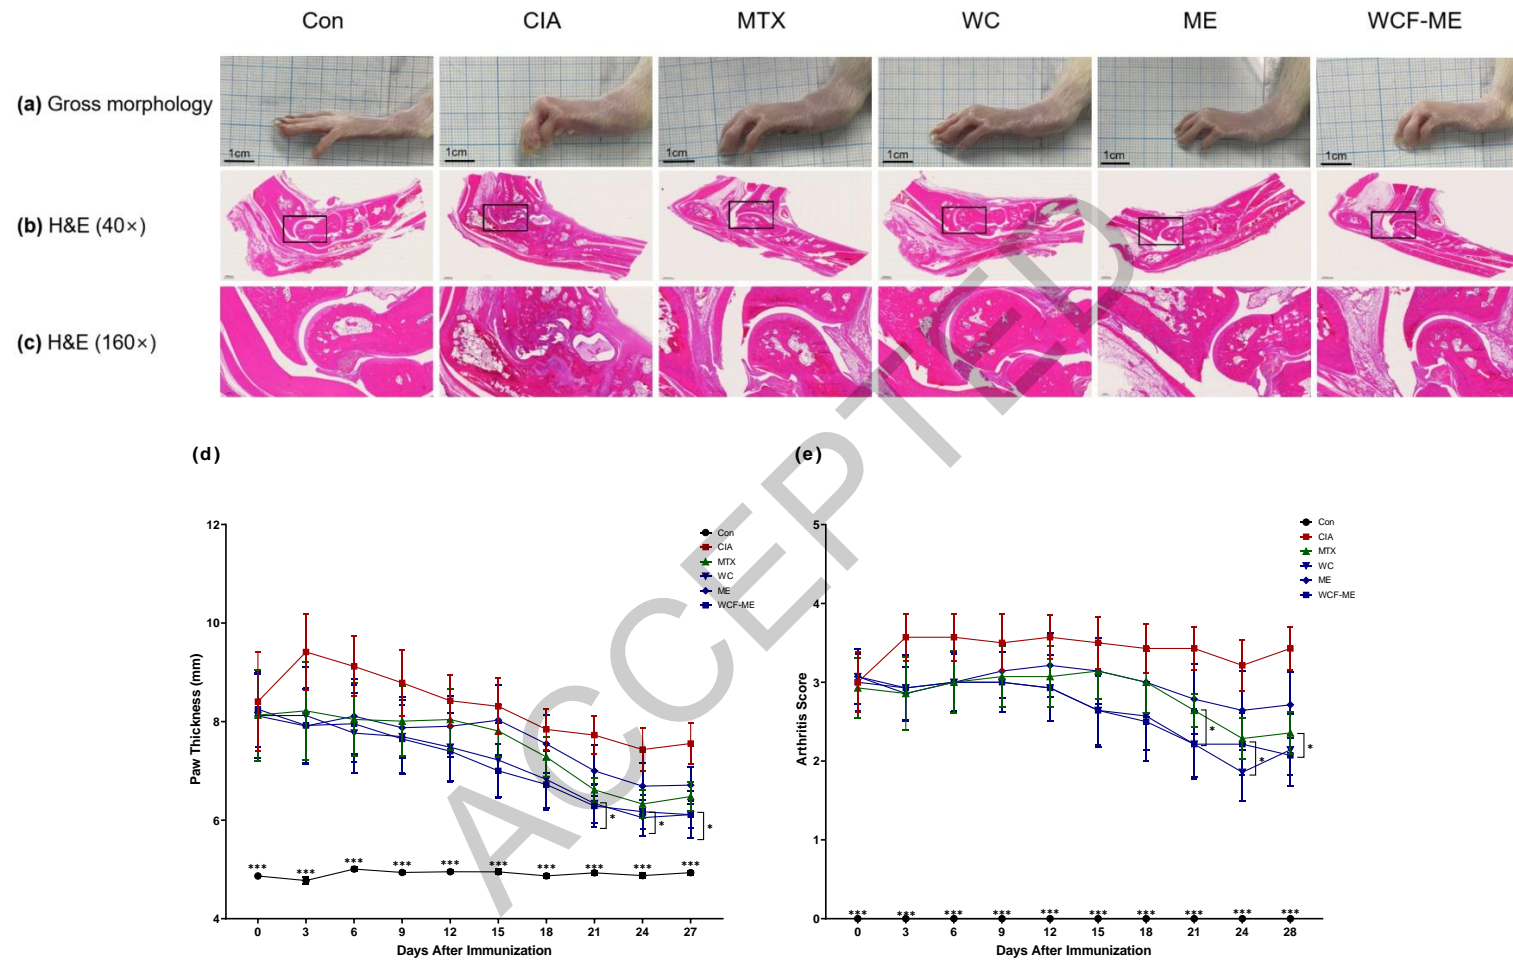 Con CIA MTX WC ME WCF-ME
(a) Gross morphology
1cm 1cm 1cm 1cm 1cm 1cm
(b) H&E (40×)
(c) H&E (160×)
ACCEPTED
(d)
12
10
8
6
4
Paw Thickness (mm)
Con
CIA
MTX
WC
ME
WCF-ME
*** *** *** *** *** *** *** *** *** ***
* * *
0 3 6 9 12 15 18 21 24 27
Days After Immunization
(e)
5
4
3
2
1
0
Arthritis Score
Con
CIA
MTX
WC
ME
WCF-ME
* * *
*** *** *** *** *** *** *** *** *** ***
0 3 6 9 12 15 18 21 24 28
Days After Immunization